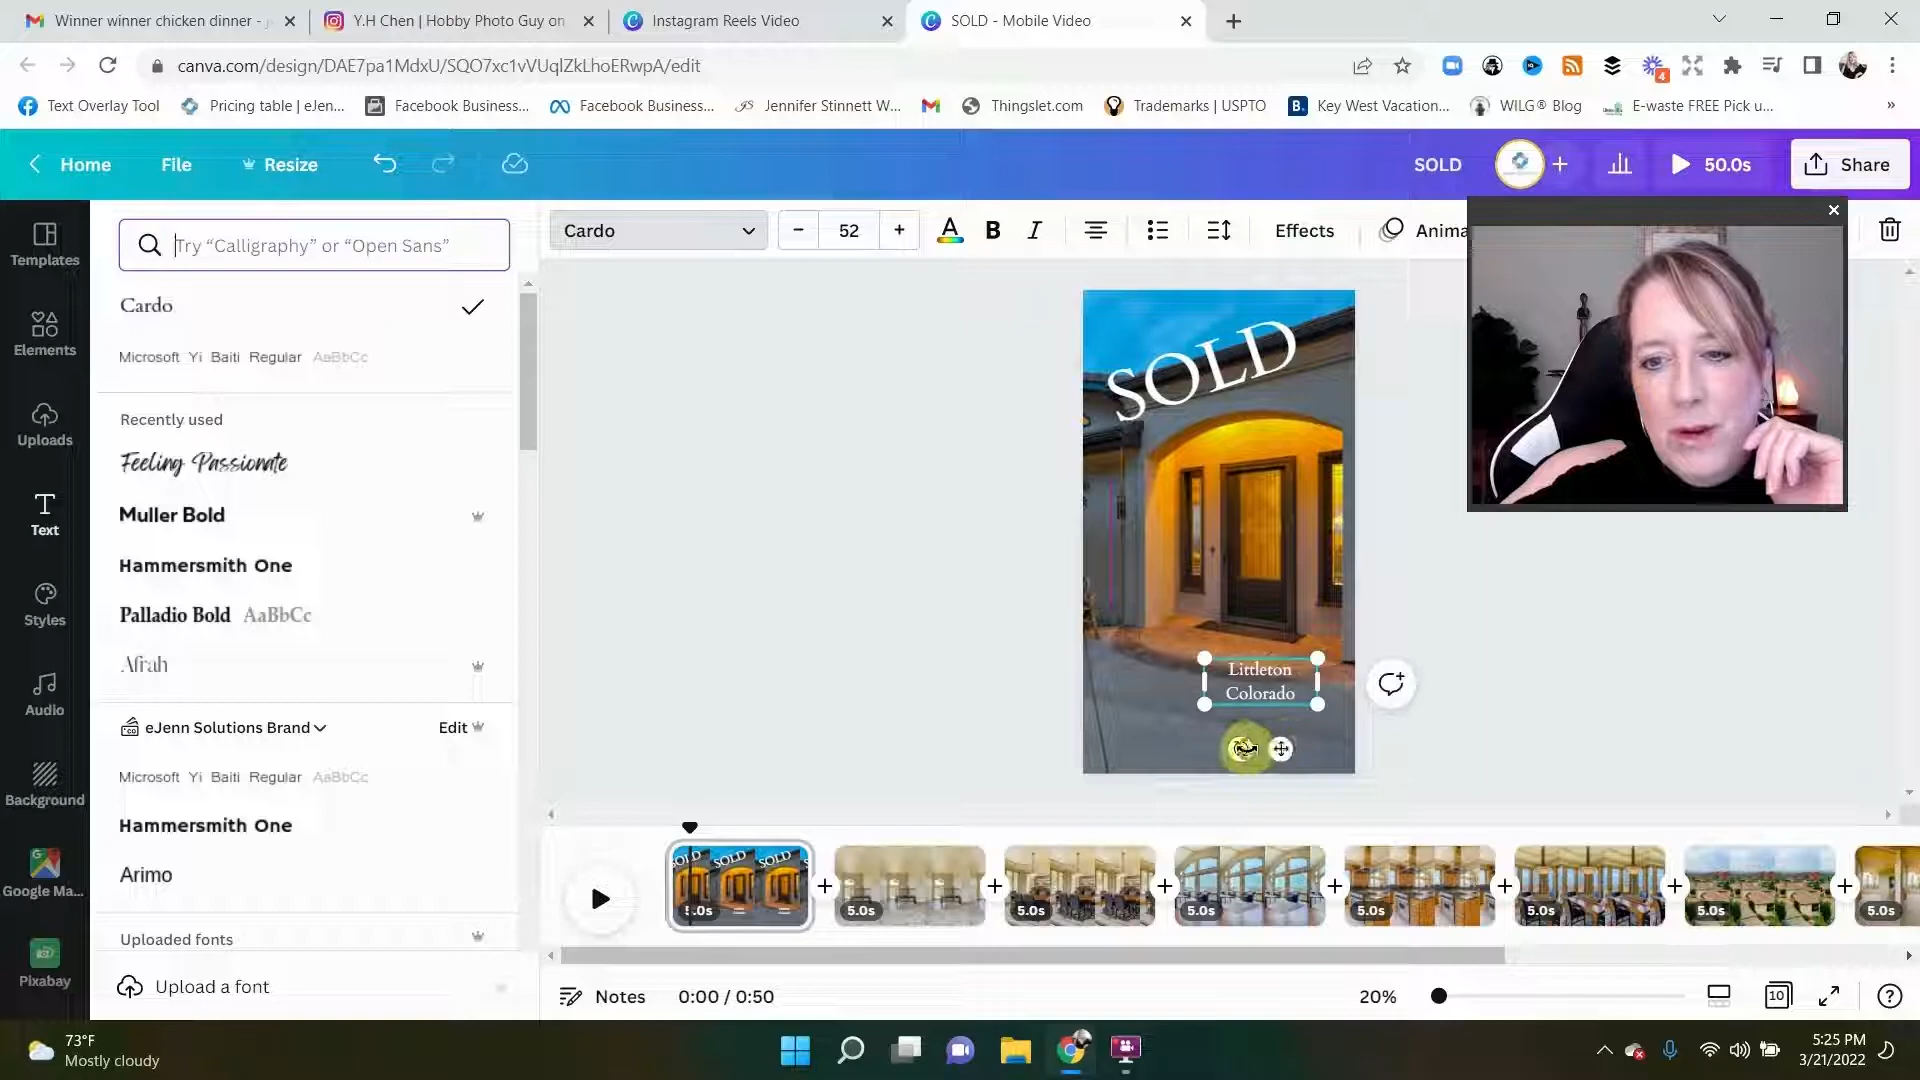 Winner winner chicken dinner -
Y.H Chen | Hobby Photo Guy on
Instagram Reels Video
SOLD - Mobile Video
canva.com/design/DAE7pa1MdxU/SQO7xc1vVUqlZkLhoERwpA/edit
4
Text Overlay Tool
Pricing table | eJen...
Facebook Business...
Facebook Business...
Jennifer Stinnett W...
Thingslet.com
Trademarks | USPTO
Key West Vacation...
WILG® Blog
E-waste FREE Pick u...
»
Home
File
Resize
SOLD
50.0s
Share
Templates
Elements
Uploads
Text
Styles
Audio
Background
Google Ma...
Pixabay
Try “Calligraphy” or “Open Sans”
Cardo
Microsoft Yi Baiti Regular AaBbCc
Recently used
Feeling Passionate
Muller Bold
Hammersmith One
Palladio Bold AaBbCc
Afrah
eJenn Solutions Brand
Edit
Microsoft Yi Baiti Regular AaBbCc
Hammersmith One
Arimo
Uploaded fonts
Upload a font
Cardo
– 52 +
A B I
Effects
Anima
SOLD
Littleton
Colorado
SOLD SOLD SOLD
5.0s
5.0s
5.0s
5.0s
5.0s
5.0s
5.0s
5.0s
Notes
0:00 / 0:50
20%
10
?
73°F
Mostly cloudy
5:25 PM
3/21/2022